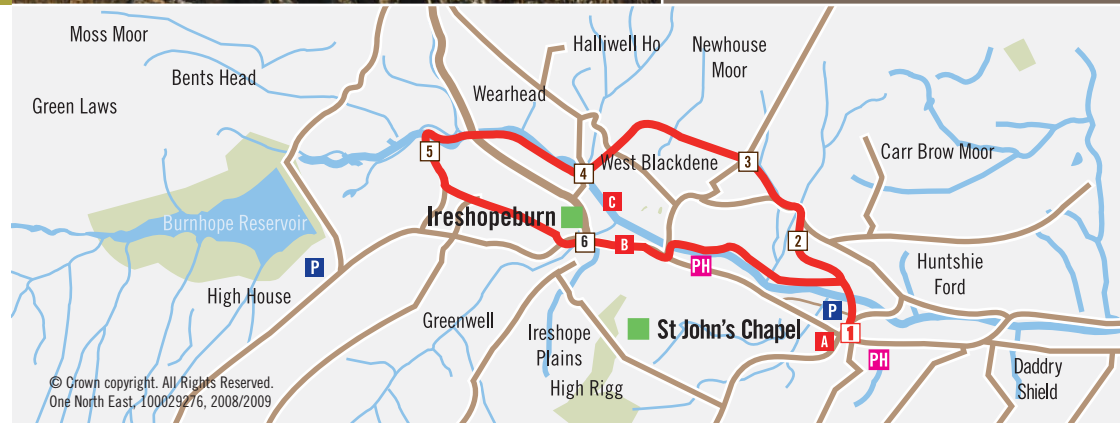 Moss Moor
Bents Head
Green Laws
Halliwell Ho
Newhouse
Moor
Wearhead
Carr Brow Moor
West Blackdene
5
4
3
C
Ireshopeburn
Burnhope Reservoir
6
B
2
PH
P
High House
Huntshie
Ford
Greenwell
Ireshope
Plains
St John's Chapel
P
A
1
PH
High Rigg
Daddry
Shield
© Crown copyright. All Rights Reserved.
One North East, 100029276, 2008/2009